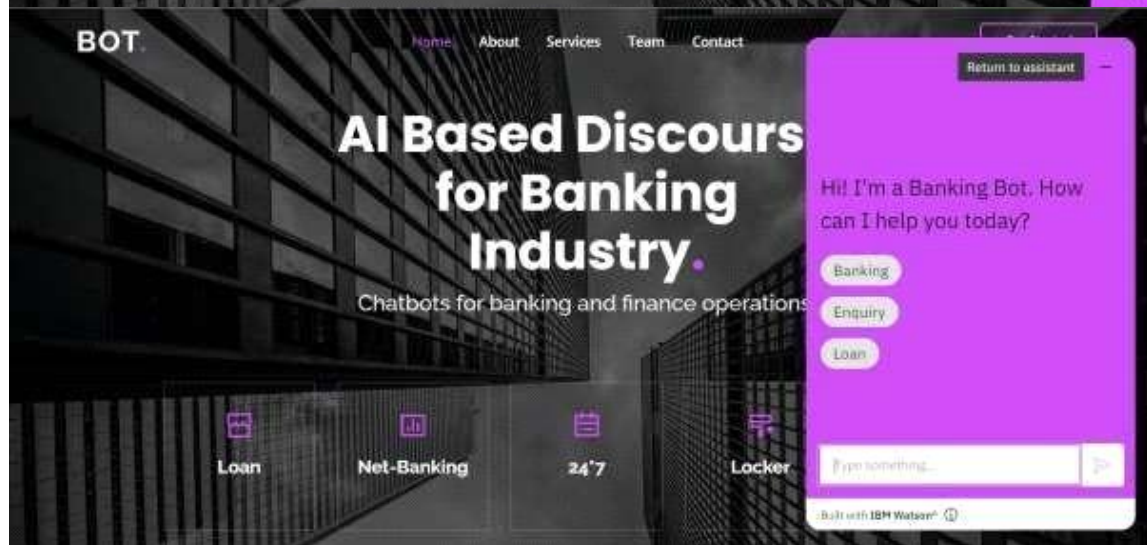 BOT.
Home About Services Team Contact
Return to assistant
AI Based Discours
for Banking
Industry.
Chatbots for banking and finance operations
Loan
Net-Banking
24*7
Locker
Hi! I'm a Banking Bot. How
can I help you today?
Banking
Enquiry
Loan
Type something...
Built with IBM Watson®